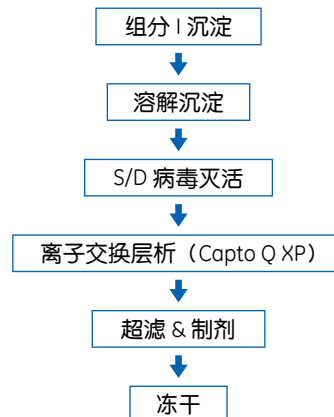 组分 I 沉淀
溶解沉淀
S/D 病毒灭活
离子交换层析（Capto Q XP）
超滤 & 制剂
冻干